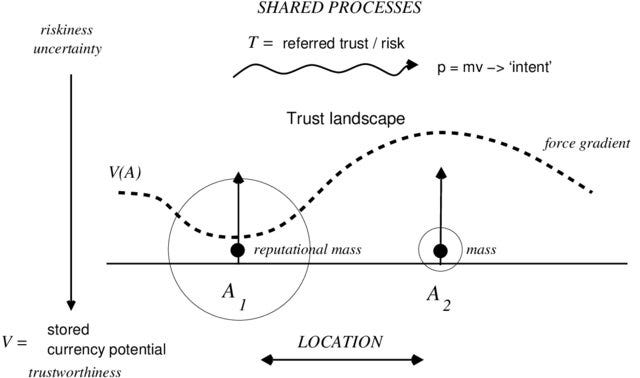 SHARED PROCESSES
riskiness
uncertainty
T = referred trust / risk
p = mv −> ‘intent’
Trust landscape
force gradient
V(A)
reputational mass
mass
A1
A2
LOCATION
V = stored
currency potential
trustworthiness